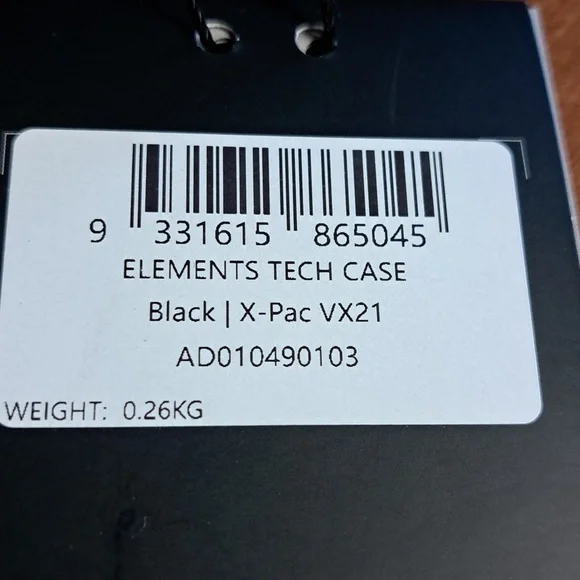 9 331615 865045
ELEMENTS TECH CASE
Black | X-Pac VX21
AD010490103
WEIGHT: 0.26KG